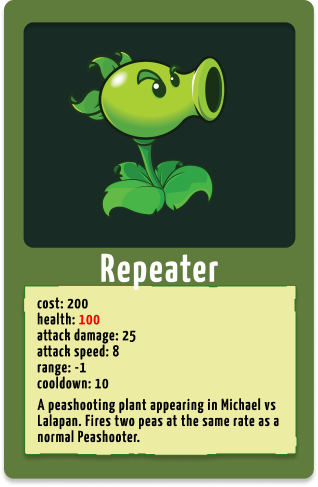 Repeater
cost: 200
health: 100
attack damage: 25
attack speed: 8
range: -1
cooldown: 10
A peashooting plant appearing in Michael vs
Lalapan. Fires two peas at the same rate as a
normal Peashooter.